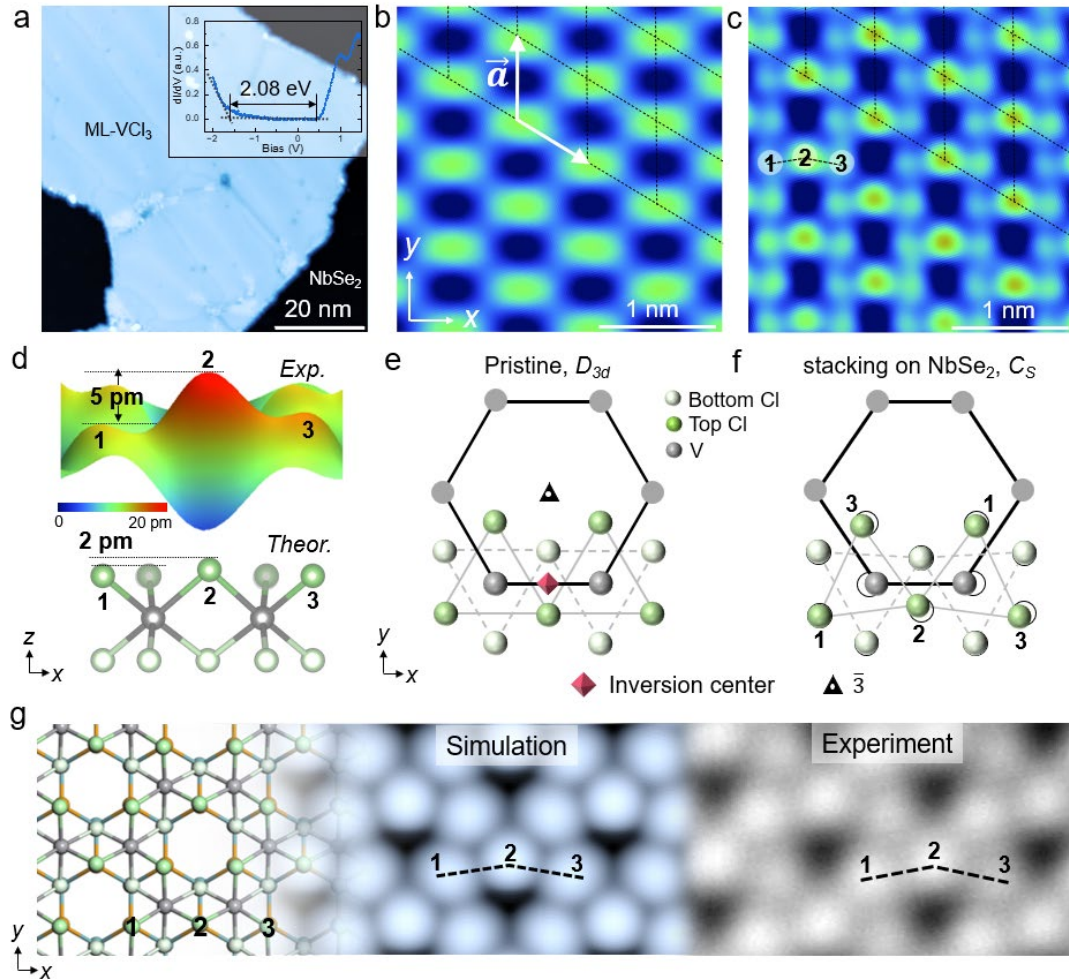 a
ML-VCl₃
NbSe₂
20 nm
dI/dV (a.u.)
0.8
0.6
0.4
0.2
0.0
2.08 eV
−2 −1 0 1
Bias (V)
b
a
y
x
1 nm
c
1 2 3
1 nm
d
2
Exp.
5 pm
1
3
0 20 pm
2 pm
Theor.
1 2 3
z
x
e
Pristine, D3d
Bottom Cl
Top Cl
V
y
x
f
stacking on NbSe₂, CS
3 1
1 2 3
Inversion center
3̅
g
Simulation
Experiment
1 2 3
1 2 3
1 2 3
y
x